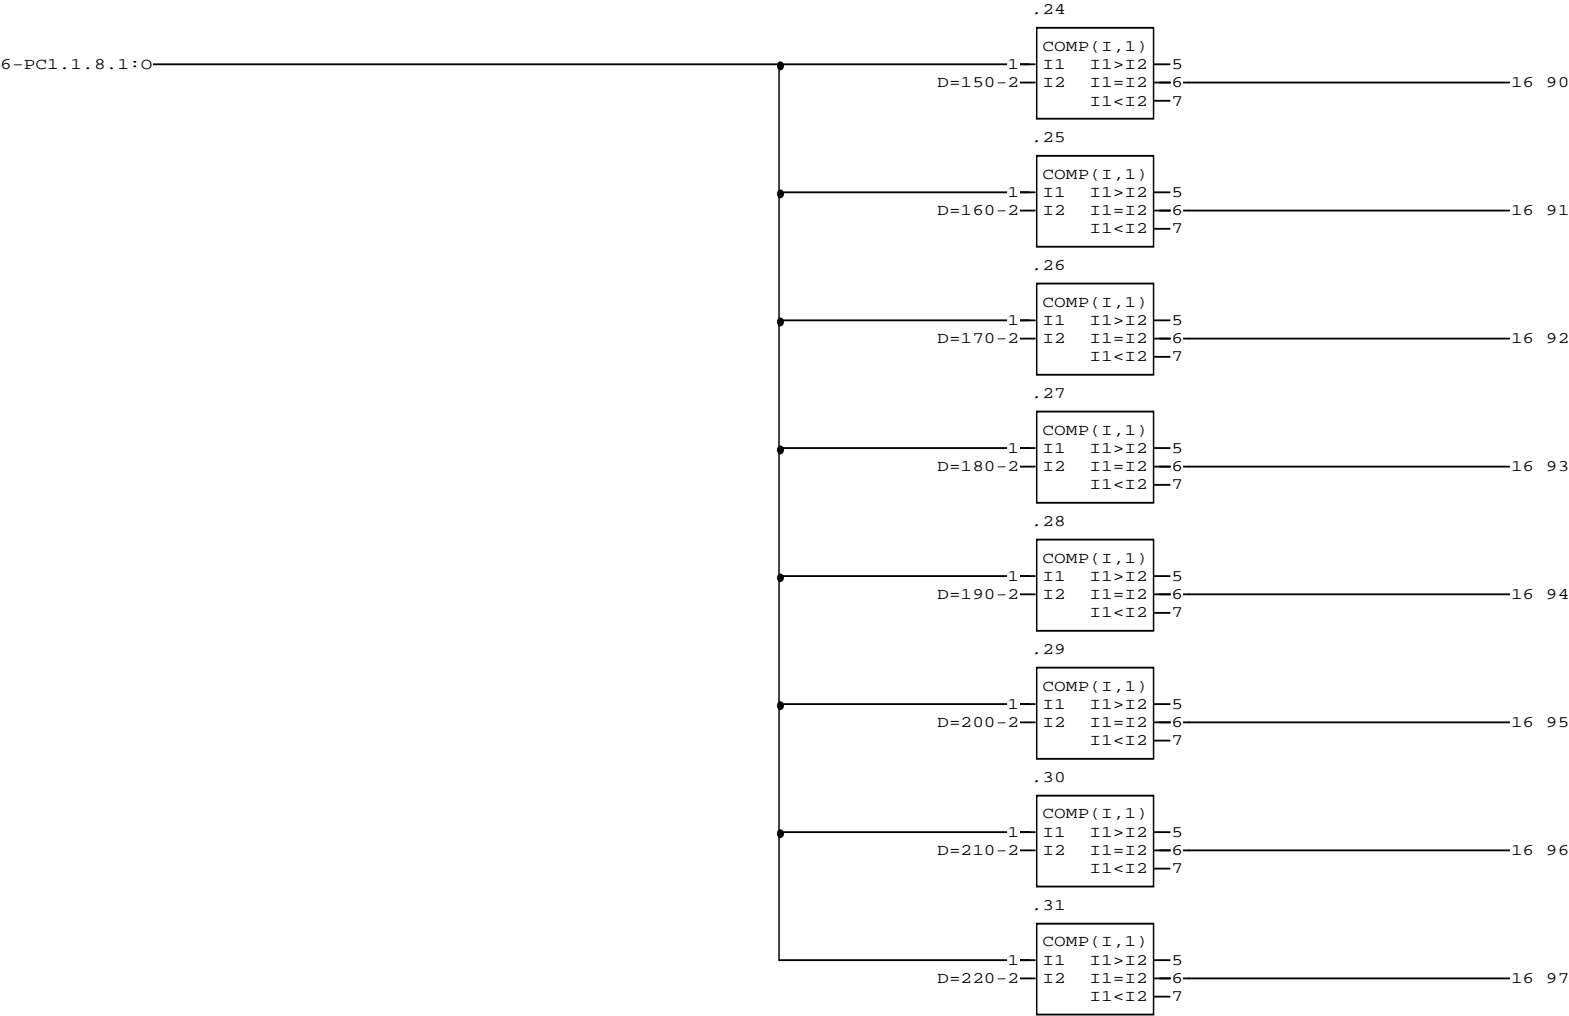 .24
COMP(I,1)
6-PC1.1.8.1:O 1 I1 I1>I2 5
D=150-2 I2 I1=I2 6 16 90
I1<I2 7
.25
COMP(I,1)
1 I1 I1>I2 5
D=160-2 I2 I1=I2 6 16 91
I1<I2 7
.26
COMP(I,1)
1 I1 I1>I2 5
D=170-2 I2 I1=I2 6 16 92
I1<I2 7
.27
COMP(I,1)
1 I1 I1>I2 5
D=180-2 I2 I1=I2 6 16 93
I1<I2 7
.28
COMP(I,1)
1 I1 I1>I2 5
D=190-2 I2 I1=I2 6 16 94
I1<I2 7
.29
COMP(I,1)
1 I1 I1>I2 5
D=200-2 I2 I1=I2 6 16 95
I1<I2 7
.30
COMP(I,1)
1 I1 I1>I2 5
D=210-2 I2 I1=I2 6 16 96
I1<I2 7
.31
COMP(I,1)
1 I1 I1>I2 5
D=220-2 I2 I1=I2 6 16 97
I1<I2 7